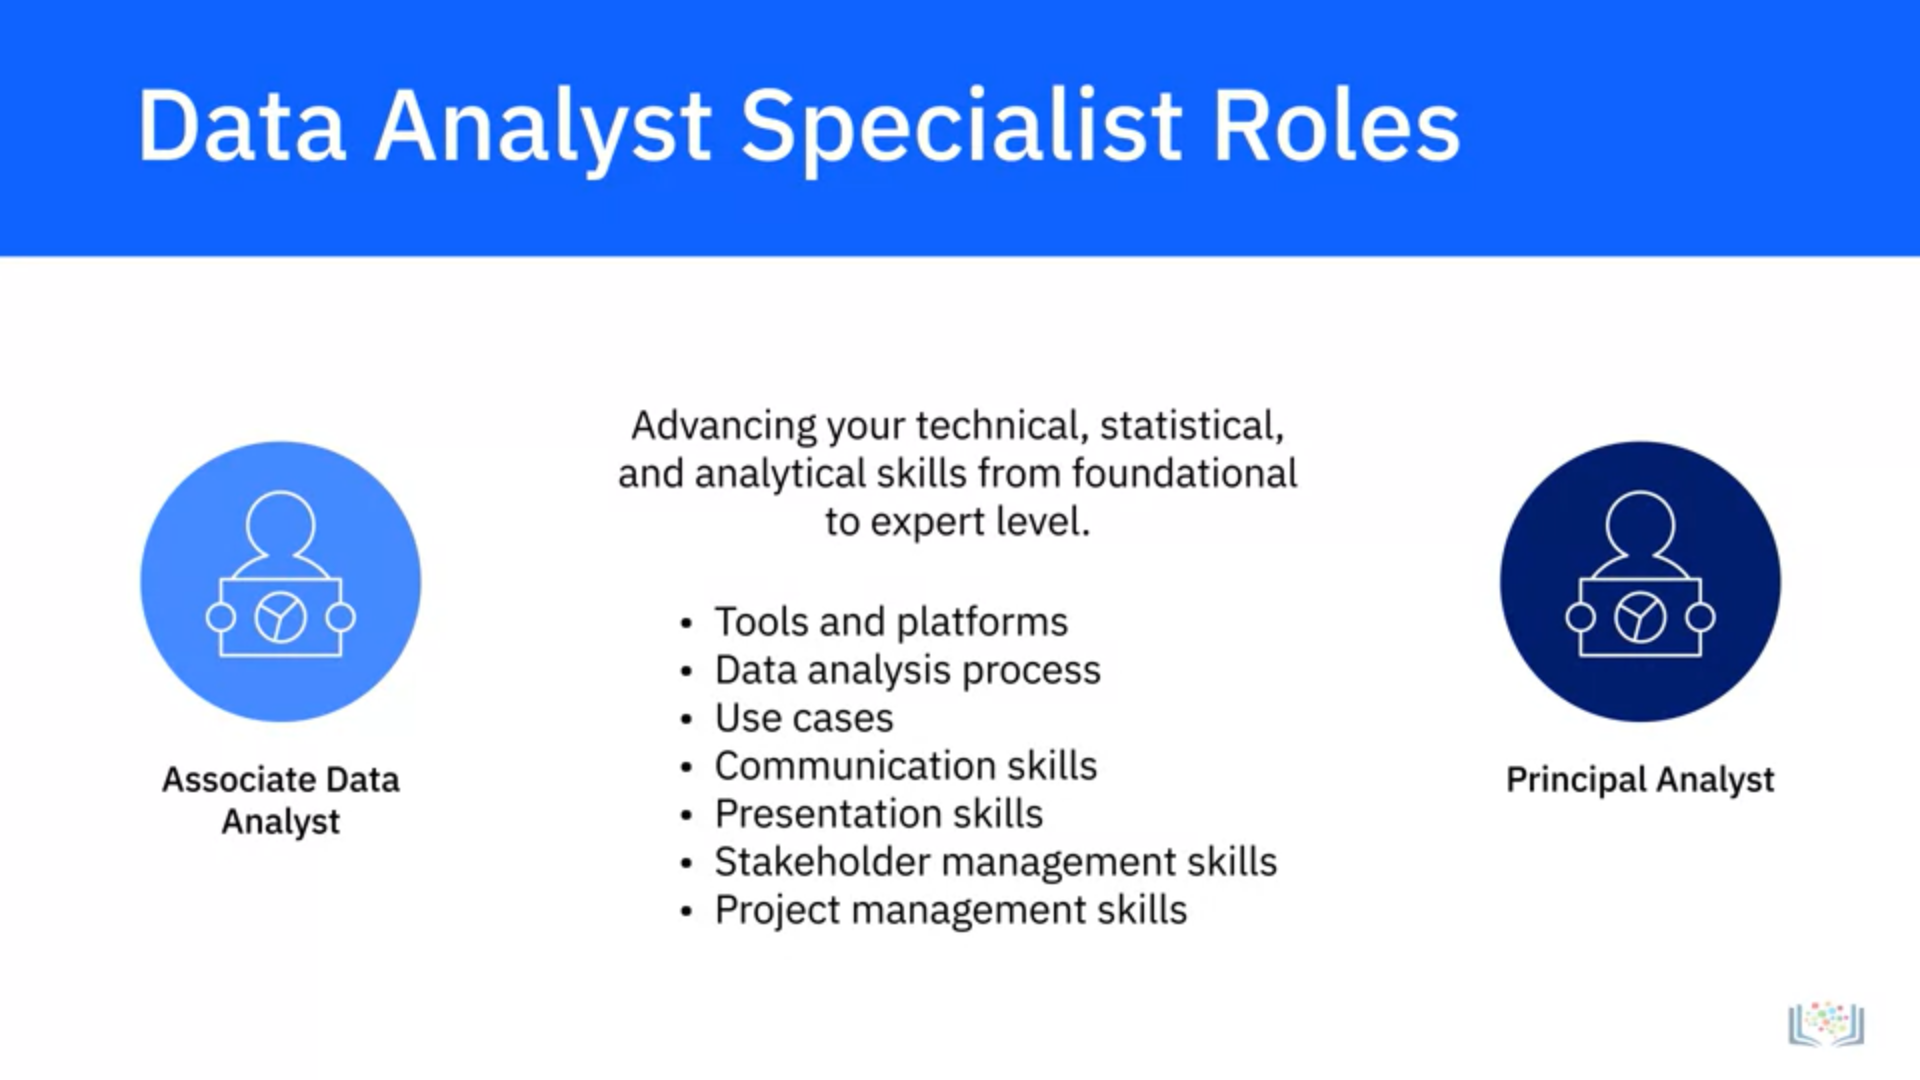 Data Analyst Specialist Roles
Advancing your technical, statistical,
and analytical skills from foundational
to expert level.
• Tools and platforms
• Data analysis process
• Use cases
• Communication skills
• Presentation skills
• Stakeholder management skills
• Project management skills
Associate Data
Analyst
Principal Analyst